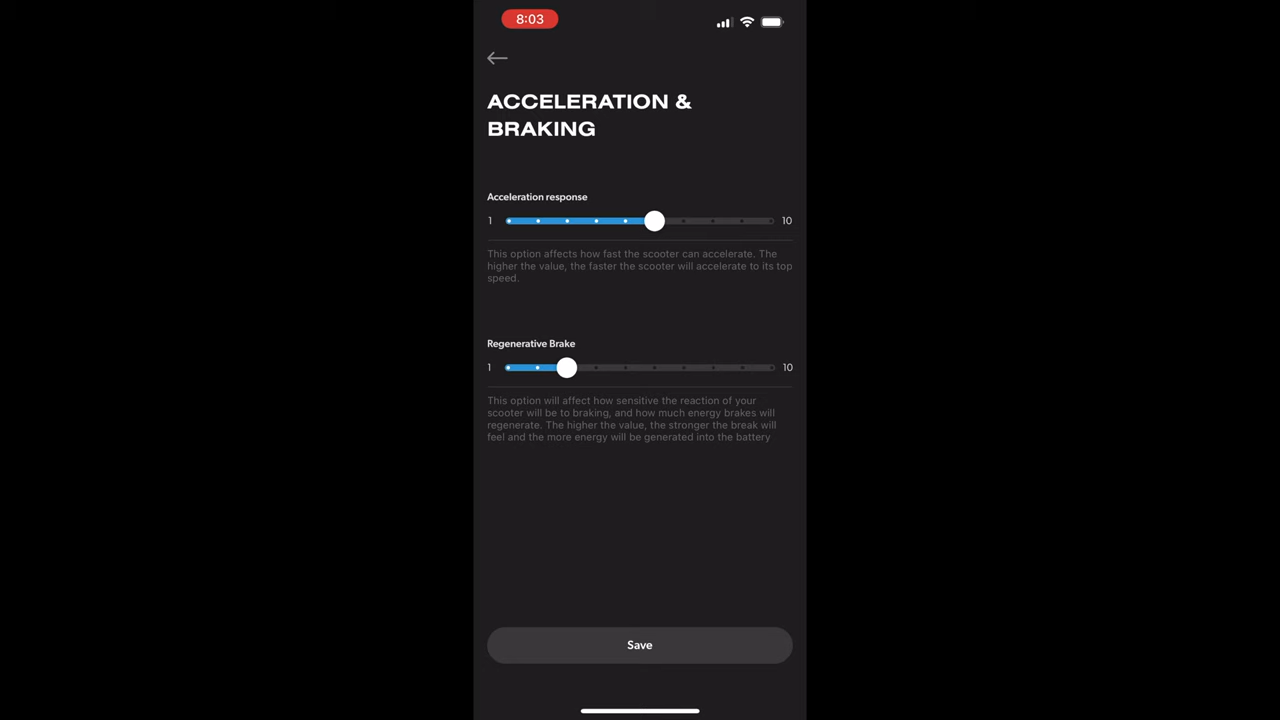 8:03
ACCELERATION &
BRAKING
Acceleration response
1 10
This option affects how fast the scooter can accelerate. The
higher the value, the faster the scooter will accelerate to its top
speed.
Regenerative Brake
1 10
This option will affect how sensitive the reaction of your
scooter will be to braking, and how much energy brakes will
regenerate. The higher the value, the stronger the break will
feel and the more energy will be generated into the battery
Save